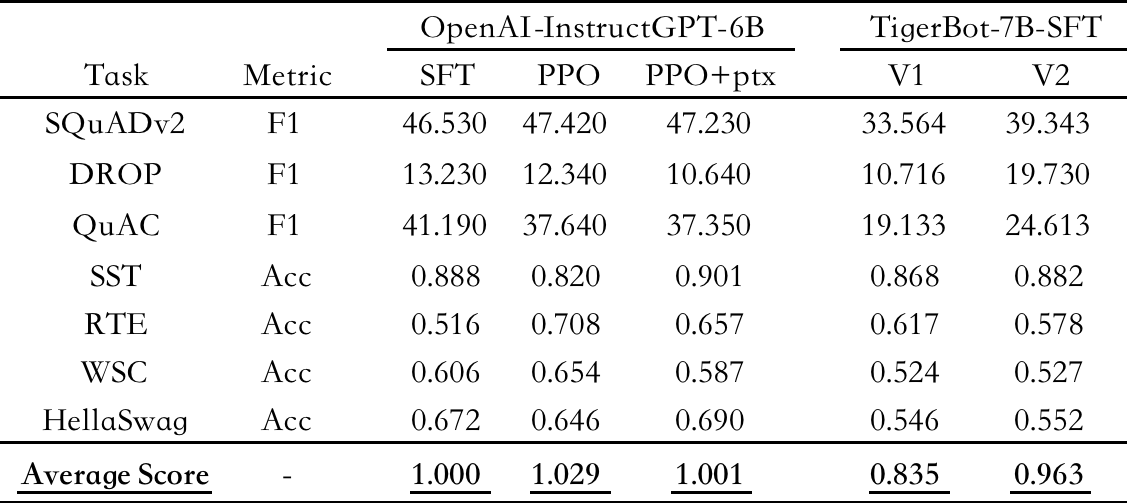 OpenAI-InstructGPT-6B TigerBot-7B-SFT
Task Metric SFT PPO PPO+ptx V1 V2
SQuADv2 F1 46.530 47.420 47.230 33.564 39.343
DROP F1 13.230 12.340 10.640 10.716 19.730
QuAC F1 41.190 37.640 37.350 19.133 24.613
SST Acc 0.888 0.820 0.901 0.868 0.882
RTE Acc 0.516 0.708 0.657 0.617 0.578
WSC Acc 0.606 0.654 0.587 0.524 0.527
HellaSwag Acc 0.672 0.646 0.690 0.546 0.552
Average Score - 1.000 1.029 1.001 0.835 0.963